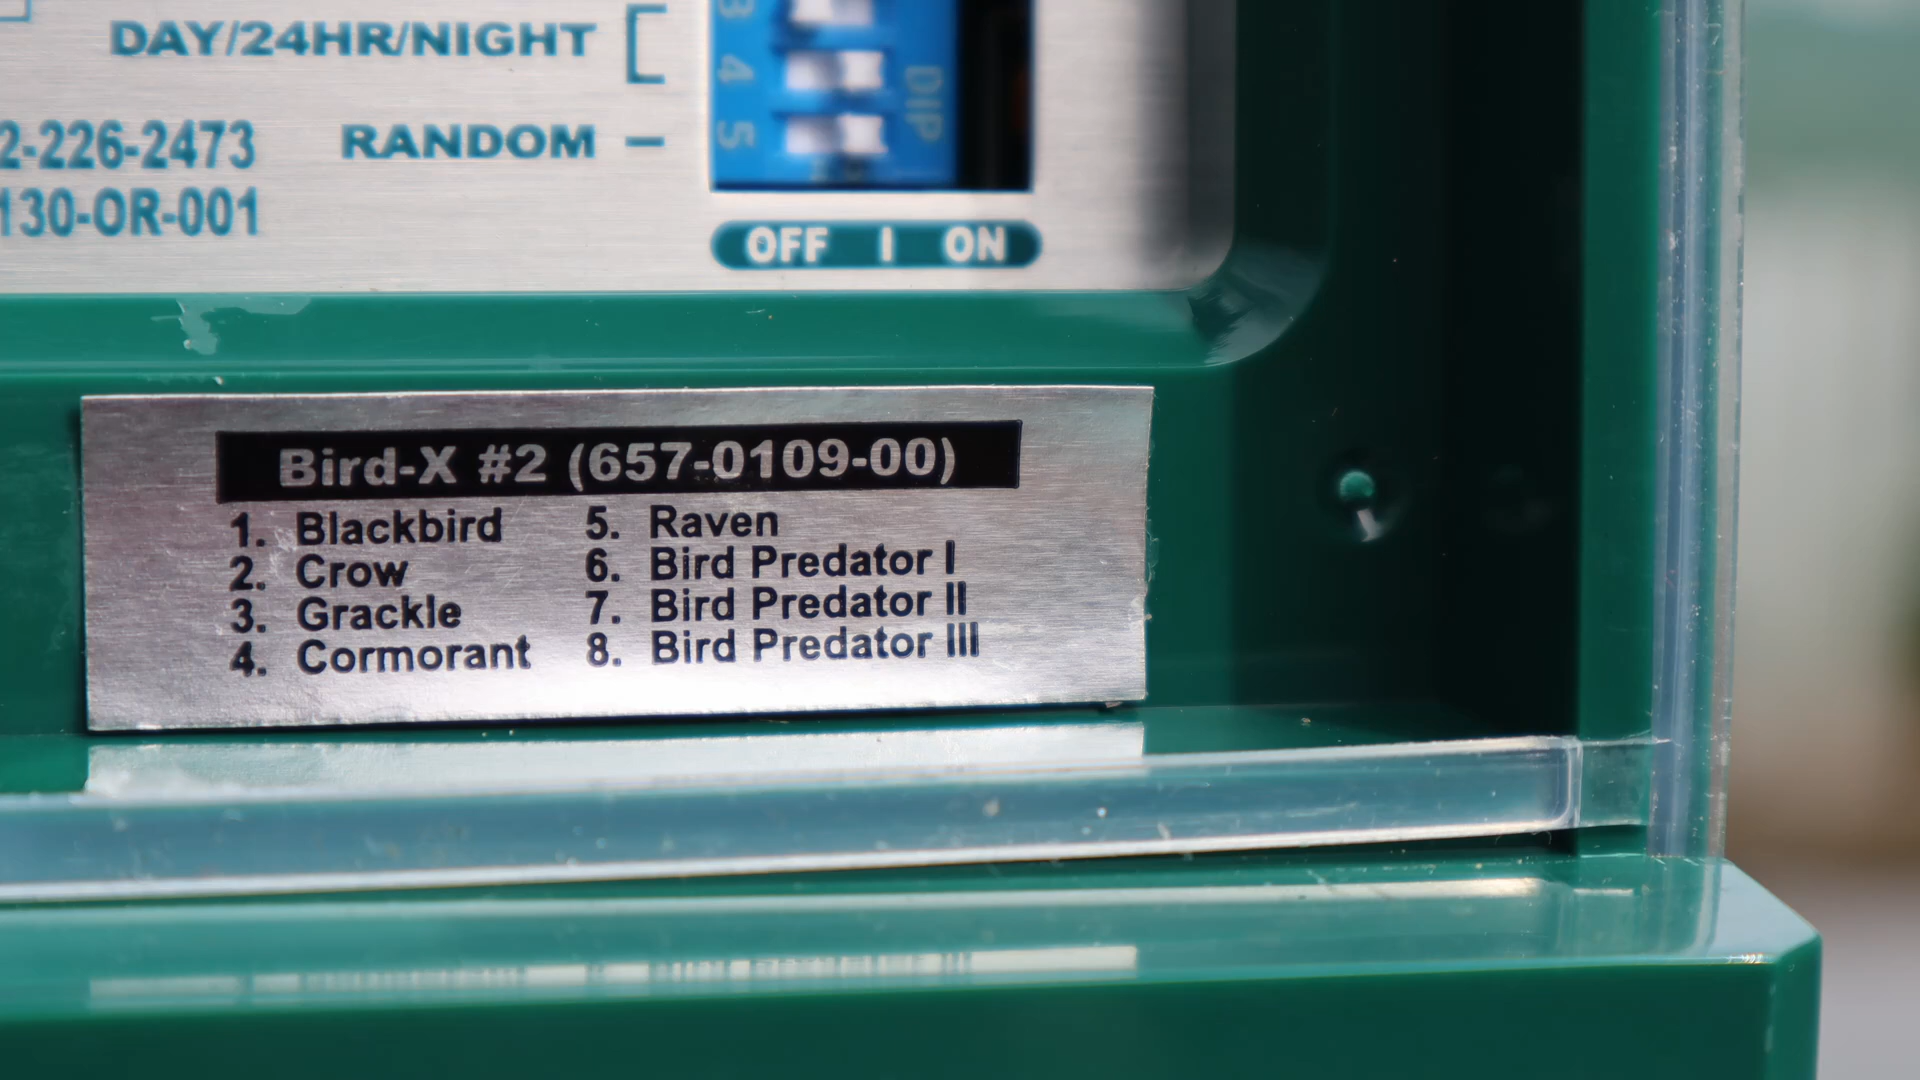 DAY/24HR/NIGHT
3
4
5
DIP
2-226-2473 RANDOM
130-OR-001
OFF | ON
Bird-X #2 (657-0109-00)
1. Blackbird 5. Raven
2. Crow 6. Bird Predator I
3. Grackle 7. Bird Predator II
4. Cormorant 8. Bird Predator III